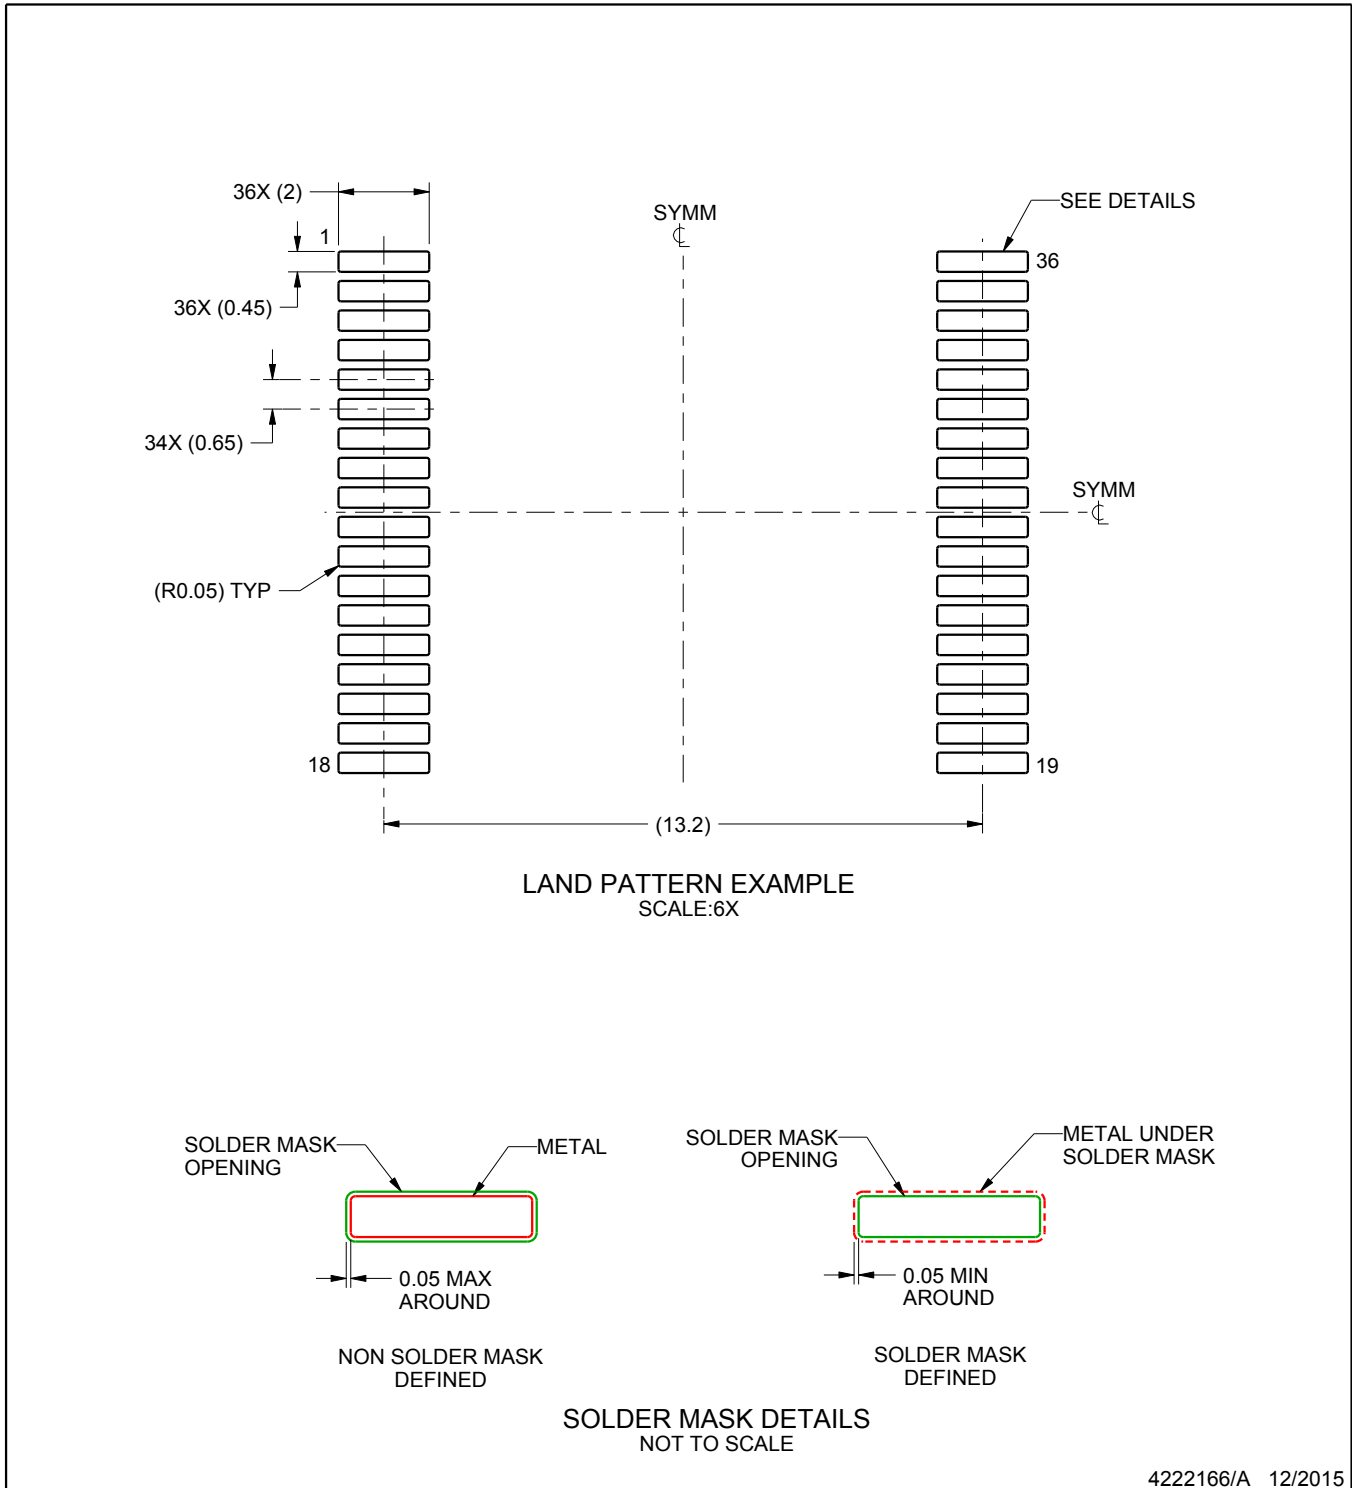 36X (2)
SYMM
℄
SEE DETAILS
1
36
36X (0.45)
34X (0.65)
SYMM
℄
(R0.05) TYP
18
19
(13.2)
LAND PATTERN EXAMPLE
SCALE:6X
SOLDER MASK
OPENING
METAL
0.05 MAX
AROUND
NON SOLDER MASK
DEFINED
SOLDER MASK
OPENING
METAL UNDER
SOLDER MASK
0.05 MIN
AROUND
SOLDER MASK
DEFINED
SOLDER MASK DETAILS
NOT TO SCALE
4222166/A 12/2015